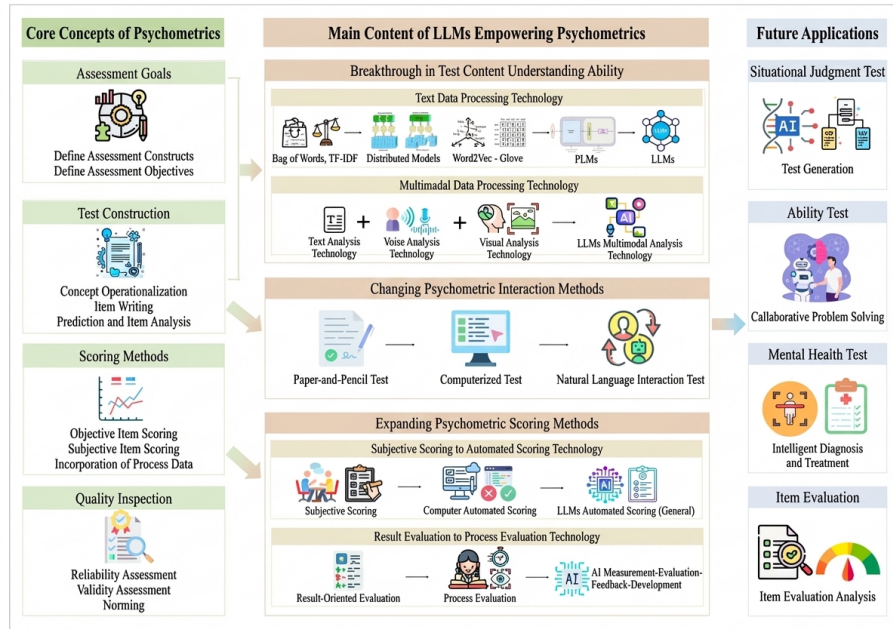 Core Concepts of Psychometrics
Assessment Goals
Define Assessment Constructs
Define Assessment Objectives
Test Construction
Concept Operationalization
Item Writing
Prediction and Item Analysis
Scoring Methods
Objective Item Scoring
Subjective Item Scoring
Incorporation of Process Data
Quality Inspection
Reliability Assessment
Validity Assessment
Norming
Main Content of LLMs Empowering Psychometrics
Breakthrough in Test Content Understanding Ability
Text Data Processing Technology
Bag of Words, TF-IDF
Distributed Models
Word2Vec - Glove
PLMs
LLMs
Multimadal Data Processing Technology
Text Analysis
Technology
Voise Analysis
Technology
Visual Analysis
Technology
LLMs Multimodal Analysis
Technology
Changing Psychometric Interaction Methods
Paper-and-Pencil Test
Computerized Test
Natural Language Interaction Test
Expanding Psychometric Scoring Methods
Subjective Scoring to Automated Scoring Technology
Subjective Scoring
Computer Automated Scoring
AI
LLMs Automated Scoring (General)
Result Evaluation to Process Evaluation Technology
Result-Oriented Evaluation
Process Evaluation
AI
AI Measurement-Evaluation-
Feedback-Development
Future Applications
Situational Judgment Test
AI
Test Generation
Ability Test
Callaborative Problem Solving
Mental Health Test
Intelligent Diagnosis
and Treatment
Item Evaluation
Item Evaluation Analysis